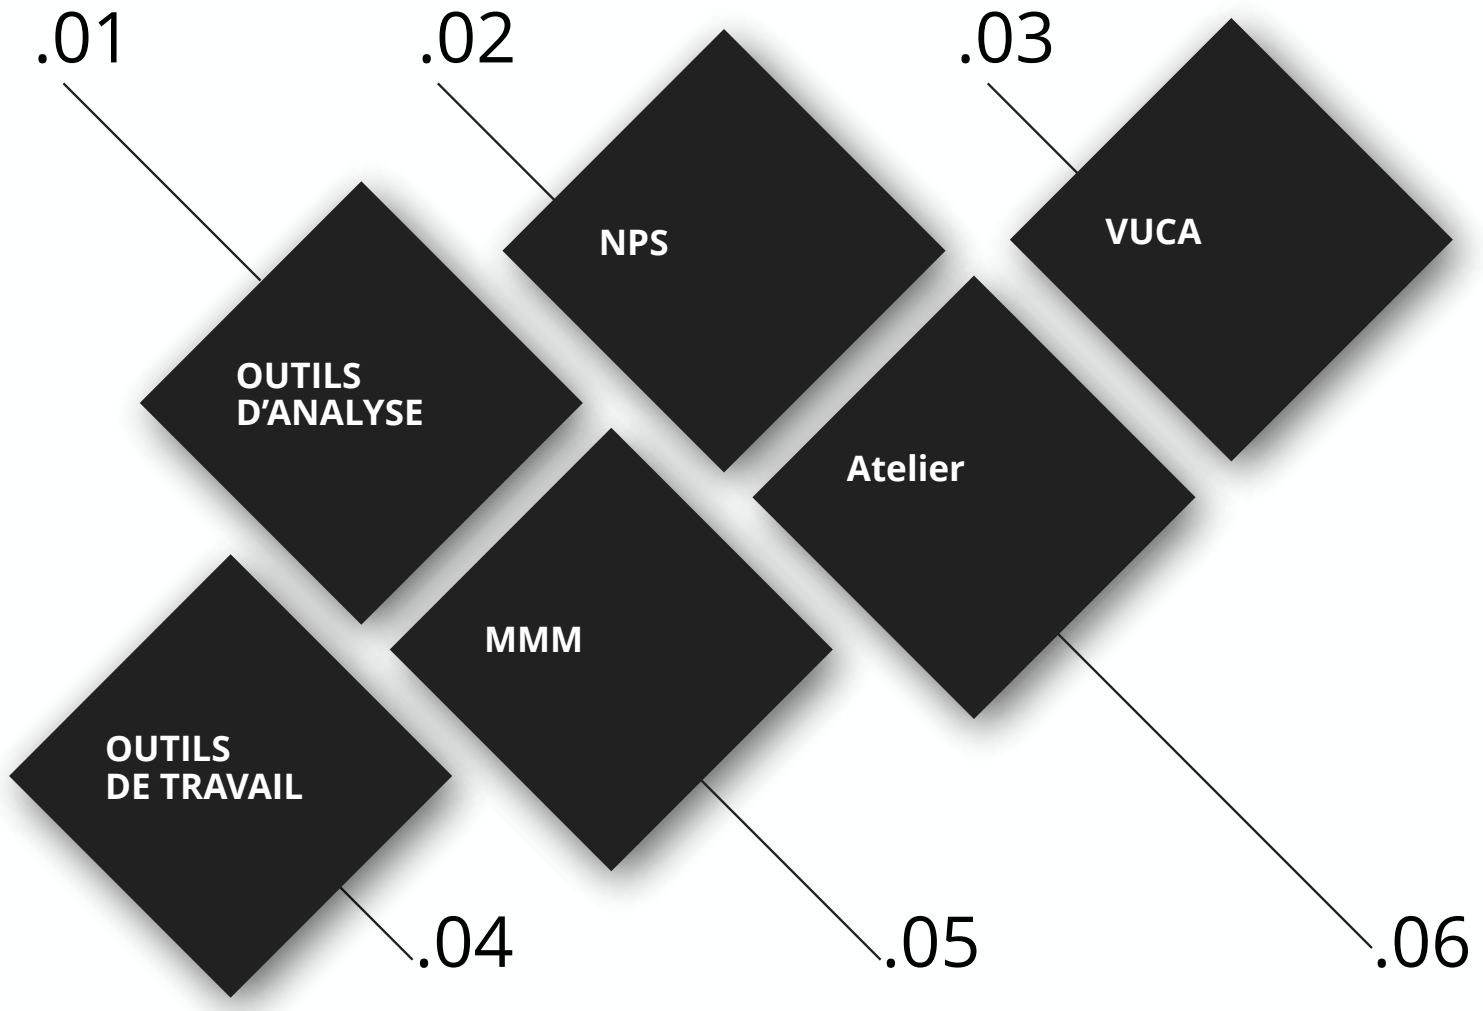 .01
OUTILS
D’ANALYSE
.02
NPS
.03
VUCA
.04
OUTILS
DE TRAVAIL
.05
MMM
.06
Atelier